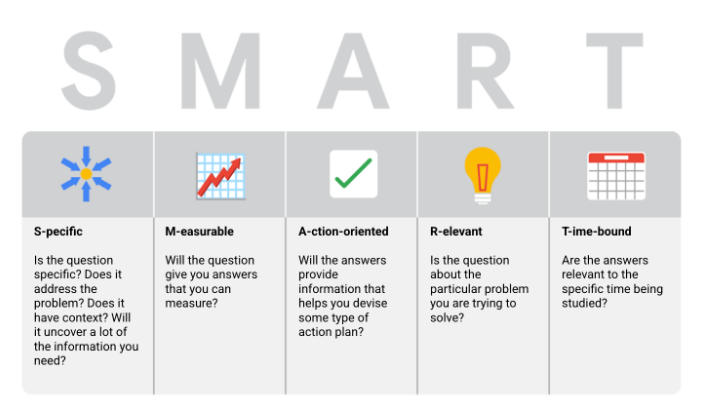 S M A R T
S-pecific
Is the question
specific? Does it
address the
problem? Does it
have context? Will
it uncover a lot of
the information you
need?
M-easurable
Will the question
give you answers
that you can
measure?
A-ction-oriented
Will the answers
provide
information that
helps you devise
some type of
action plan?
R-elevant
Is the question
about the
particular problem
you are trying to
solve?
T-ime-bound
Are the answers
relevant to the
specific time being
studied?